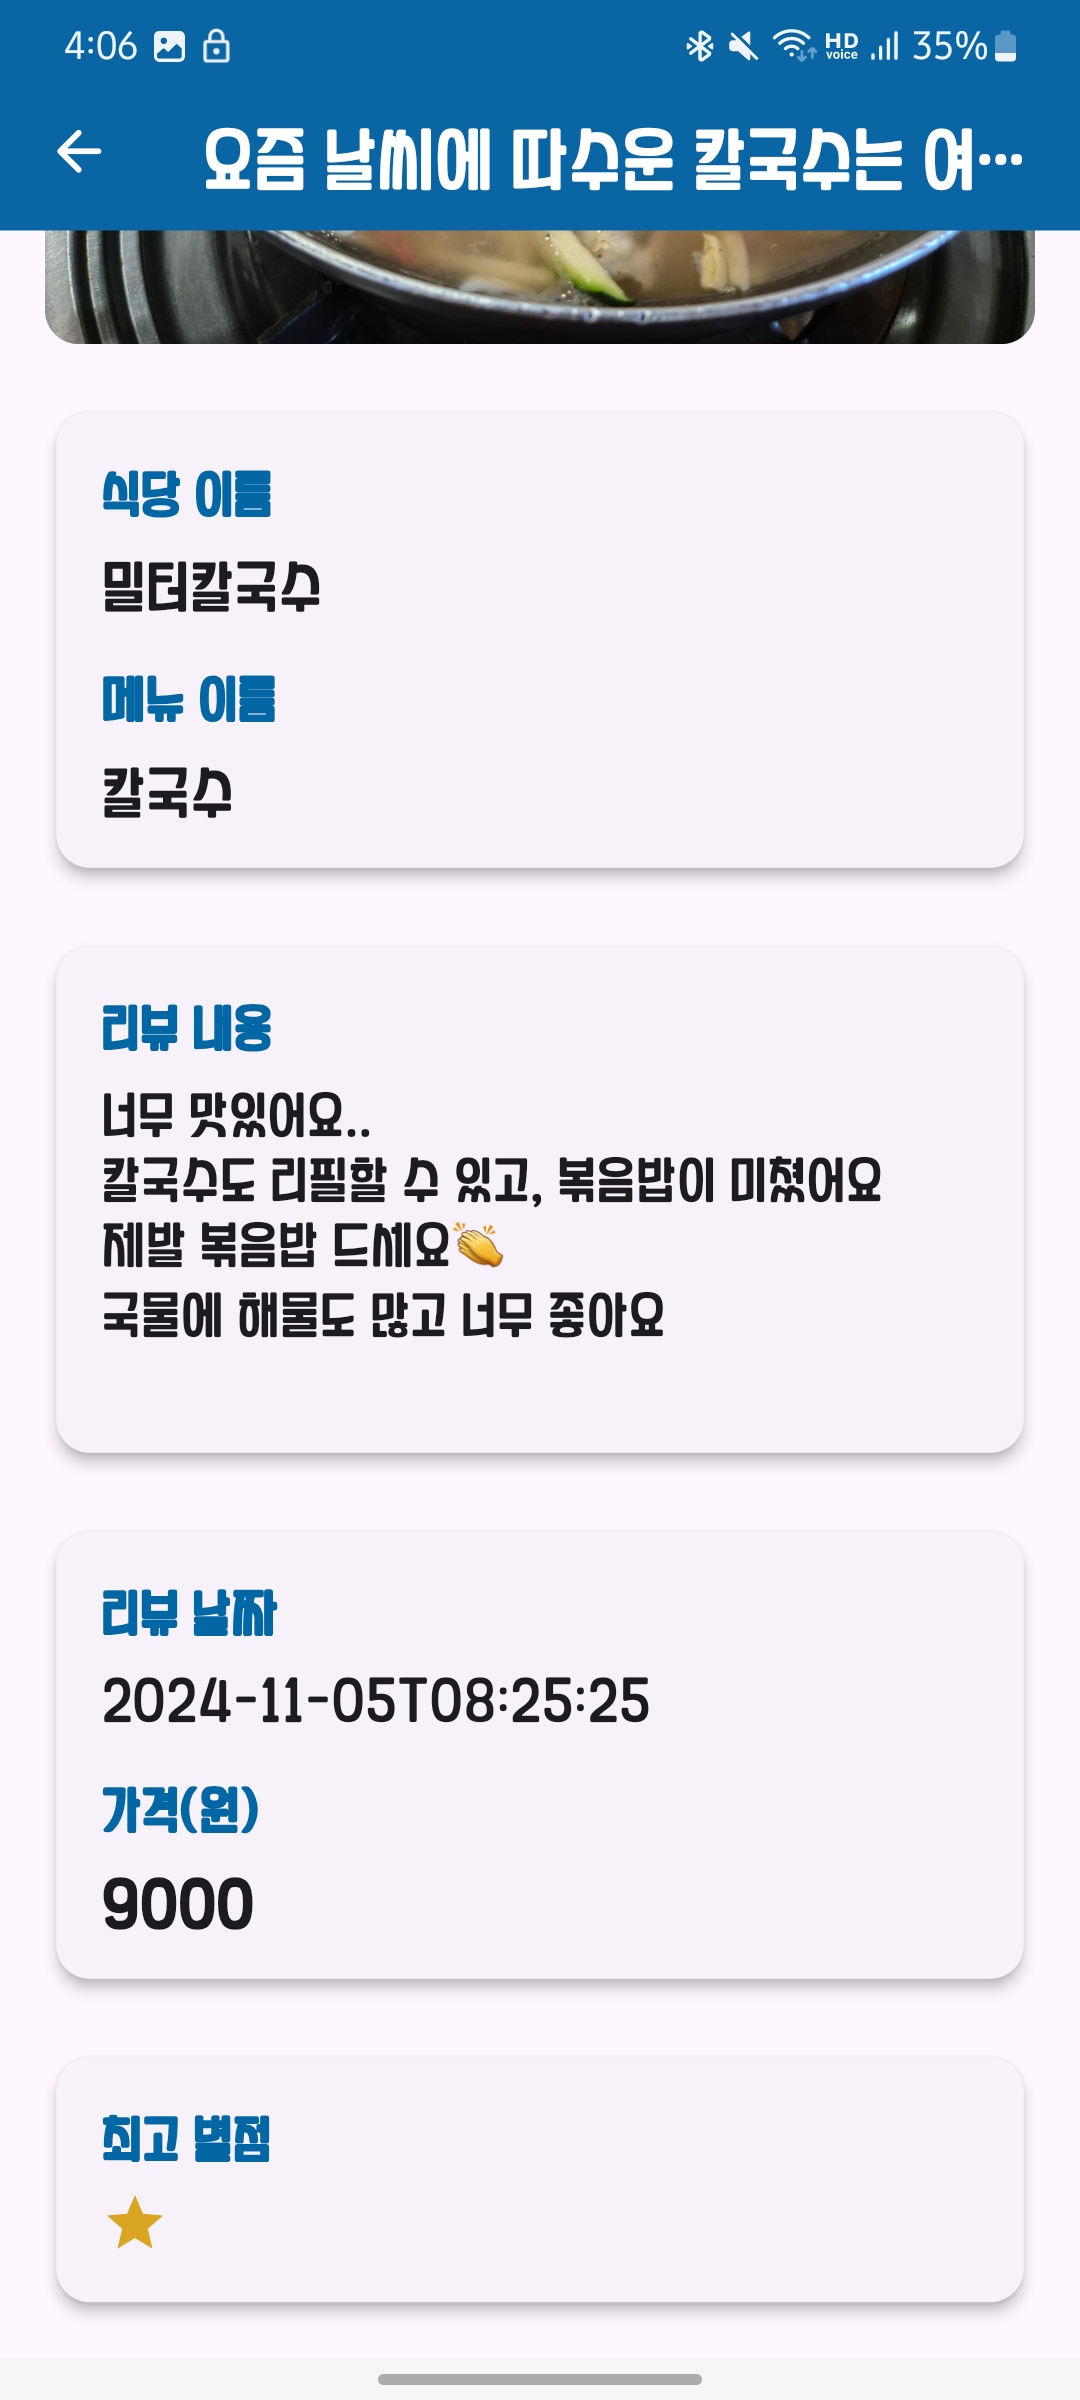 4:06 HD voice 35%
요즘 날씨에 따수운 칼국수는 여…
식당 이름
밀터칼국수
메뉴 이름
칼국수
리뷰 내용
너무 맛있어요..
칼국수도 리필할 수 있고, 볶음밥이 미쳤어요
제발 볶음밥 드세요👏
국물에 해물도 많고 너무 좋아요
리뷰 날짜
2024-11-05T08:25:25
가격(원)
9000
최고 별점